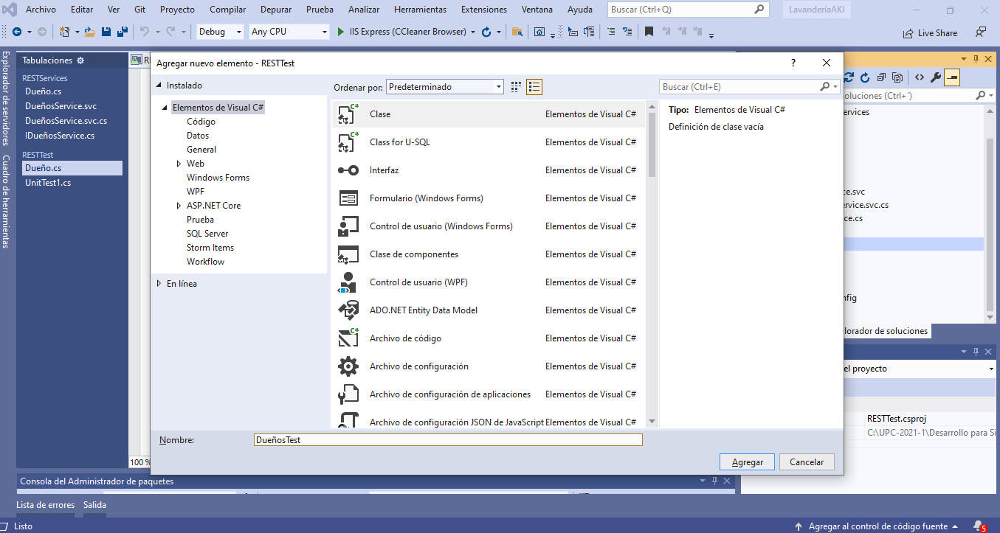 Archivo Editar Ver Git Proyecto Compilar Depurar Prueba Analizar Herramientas Extensiones Ventana Ayuda Buscar (Ctrl+Q) LavanderiaAKI
Debug Any CPU IIS Express (CCleaner Browser) Live Share
Explorador de servidores
Cuadro de herramientas
Tabulaciones
RESTServices
Dueño.cs
DueñosService.svc
DueñosService.svc.cs
IDueñosService.cs
RESTTest
Dueño.cs
UnitTest1.cs
Agregar nuevo elemento - RESTTest
Instalado
Ordenar por: Predeterminado
Buscar (Ctrl+E)
Elementos de Visual C#
Código
Datos
General
Web
Windows Forms
WPF
ASP.NET Core
Prueba
SQL Server
Storm Items
Workflow
En línea
Clase Elementos de Visual C#
Class for U-SQL Elementos de Visual C#
Interfaz Elementos de Visual C#
Formulario (Windows Forms) Elementos de Visual C#
Control de usuario (Windows Forms) Elementos de Visual C#
Clase de componentes Elementos de Visual C#
Control de usuario (WPF) Elementos de Visual C#
ADO.NET Entity Data Model Elementos de Visual C#
Archivo de código Elementos de Visual C#
Archivo de configuración Elementos de Visual C#
Archivo de configuración de aplicaciones Elementos de Visual C#
Archivo de configuración JSON de JavaScript Elementos de Visual C#
Tipo: Elementos de Visual C#
Definición de clase vacía
Nombre: DueñosTest
Agregar Cancelar
oluciones (Ctrl+´)
ervices
ce.svc
ervice.svc.cs
ce.cs
nfig
lorador de soluciones
el proyecto
RESTTest.csproj
C:\UPC-2021-1\Desarrollo para Si
100 %
Consola del Administrador de paquetes
Lista de errores Salida
Listo Agregar al control de código fuente 5